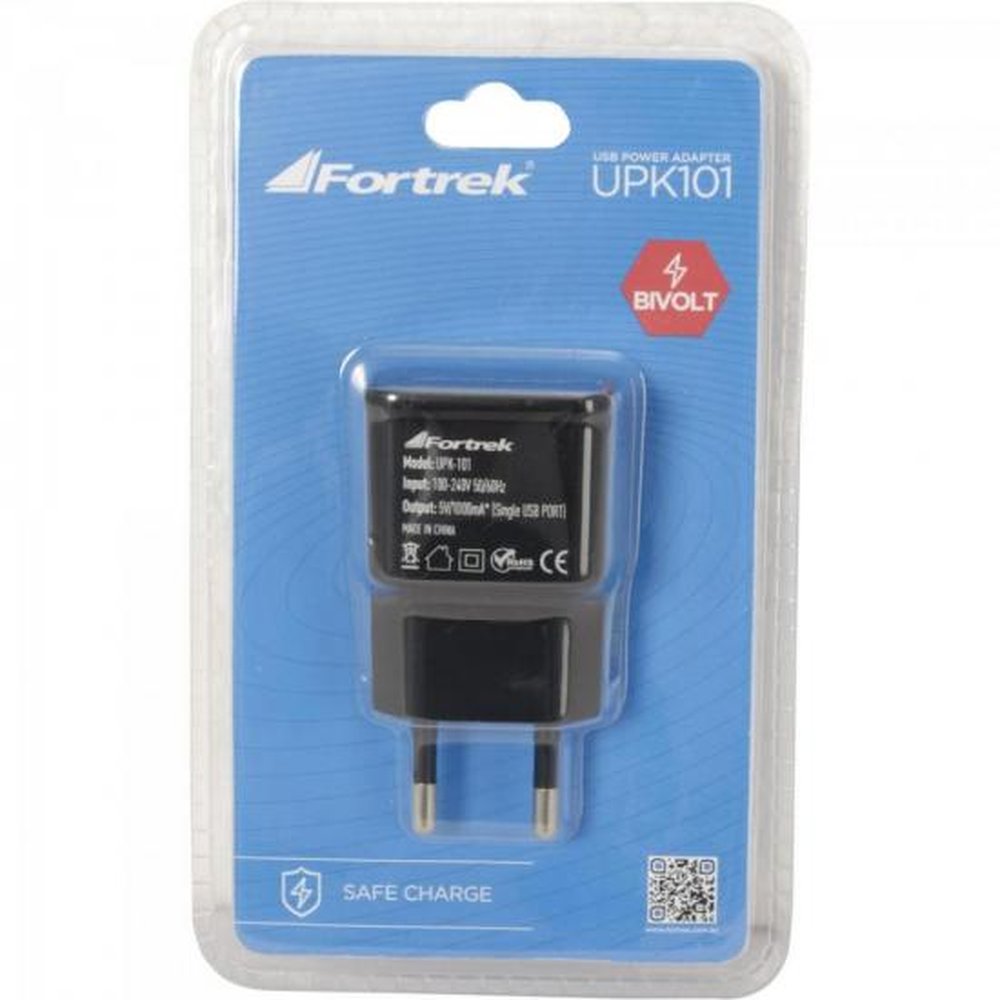 Fortrek®
USB POWER ADAPTER
UPK101
BIVOLT
Fortrek
Model: UPK-101
Input: 100-240V 50/60Hz
Output: 5V/1000mA* (Single USB PORT)
MADE IN CHINA
RoHS CE
SAFE CHARGE